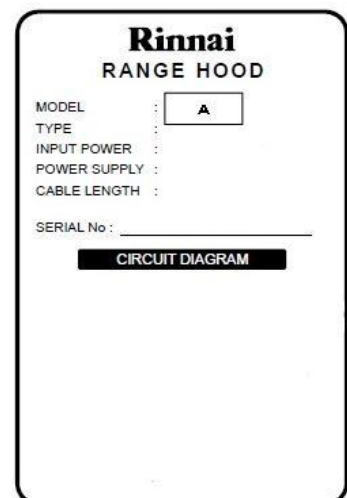 Rinnai
RANGE HOOD
MODEL : A
TYPE :
INPUT POWER :
POWER SUPPLY :
CABLE LENGTH :
SERIAL No :
CIRCUIT DIAGRAM